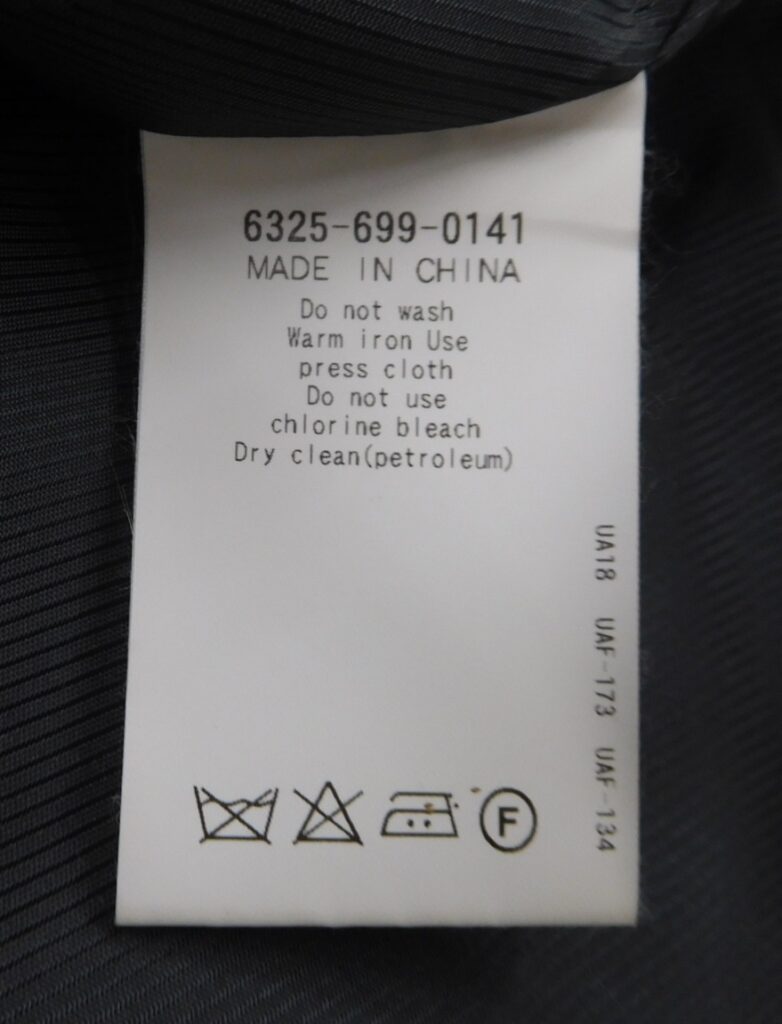 6325-699-0141
MADE IN CHINA
Do not wash
Warm iron Use
press cloth
Do not use
chlorine bleach
Dry clean(petroleum)
UA18 UAF-173 UAF-134
F